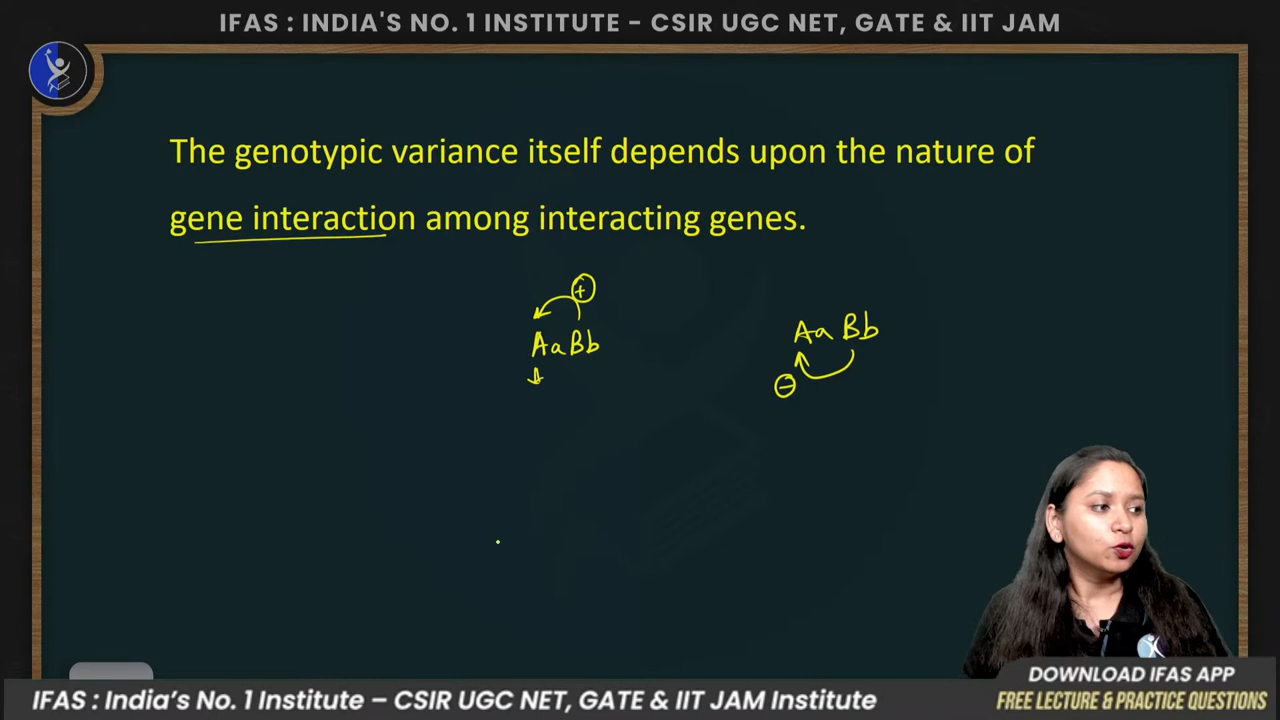 IFAS : INDIA'S NO. 1 INSTITUTE - CSIR UGC NET, GATE & IIT JAM
The genotypic variance itself depends upon the nature of
gene interaction among interacting genes.
+
AaBb
Aa Bb
−
DOWNLOAD IFAS APP
FREE LECTURE & PRACTICE QUESTIONS
IFAS : India’s No. 1 Institute – CSIR UGC NET, GATE & IIT JAM Institute